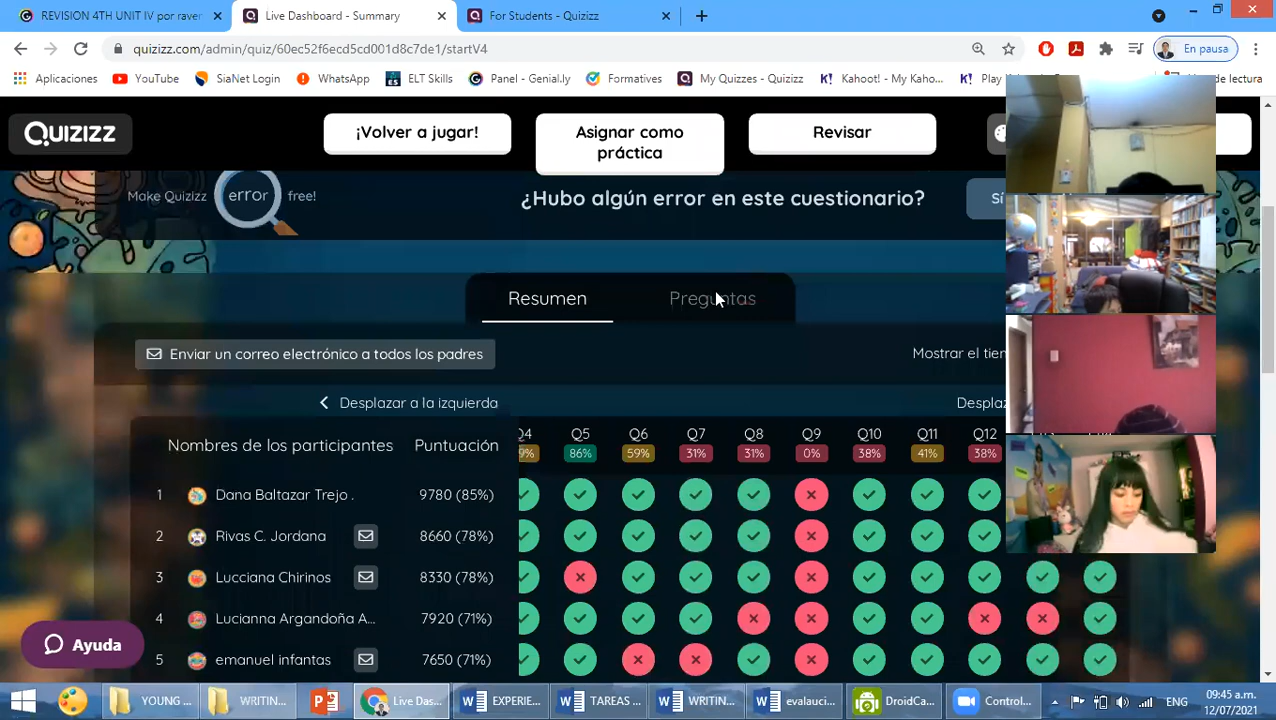 REVISION 4TH UNIT IV por raver
Live Dashboard - Summary
For Students - Quizizz
quizizz.com/admin/quiz/60ec52f6ecd5cd001d8c7de1/startV4
En pausa
Aplicaciones
YouTube
SiaNet Login
WhatsApp
ELT Skills
Panel - Genial.ly
Formatives
My Quizzes - Quizizz
Kahoot! - My Kaho...
de lectura
QUIZIZZ
¡Volver a jugar!
Asignar como
práctica
Revisar
Make Quizizz error free!
¿Hubo algún error en este cuestionario?
Sí
Resumen
Preguntas
Enviar un correo electrónico a todos los padres
Mostrar el
Desplazar a la izquierda
Nombres de los participantes
Puntuación
Q4 Q5 Q6 Q7 Q8 Q9 Q10 Q11 Q12
9% 86% 59% 31% 31% 0% 38% 41% 38%
1 Dana Baltazar Trejo . 9780 (85%)
2 Rivas C. Jordana 8660 (78%)
3 Lucciana Chirinos 8330 (78%)
4 Lucianna Argandoña A... 7920 (71%)
5 emanuel infantas 7650 (71%)
Ayuda
YOUNG ...
WRITIN...
Live Das...
EXPERIE...
TAREAS ...
WRITIN...
evalauci...
DroidCa...
Control...
ENG
09:45 a.m.
12/07/2021